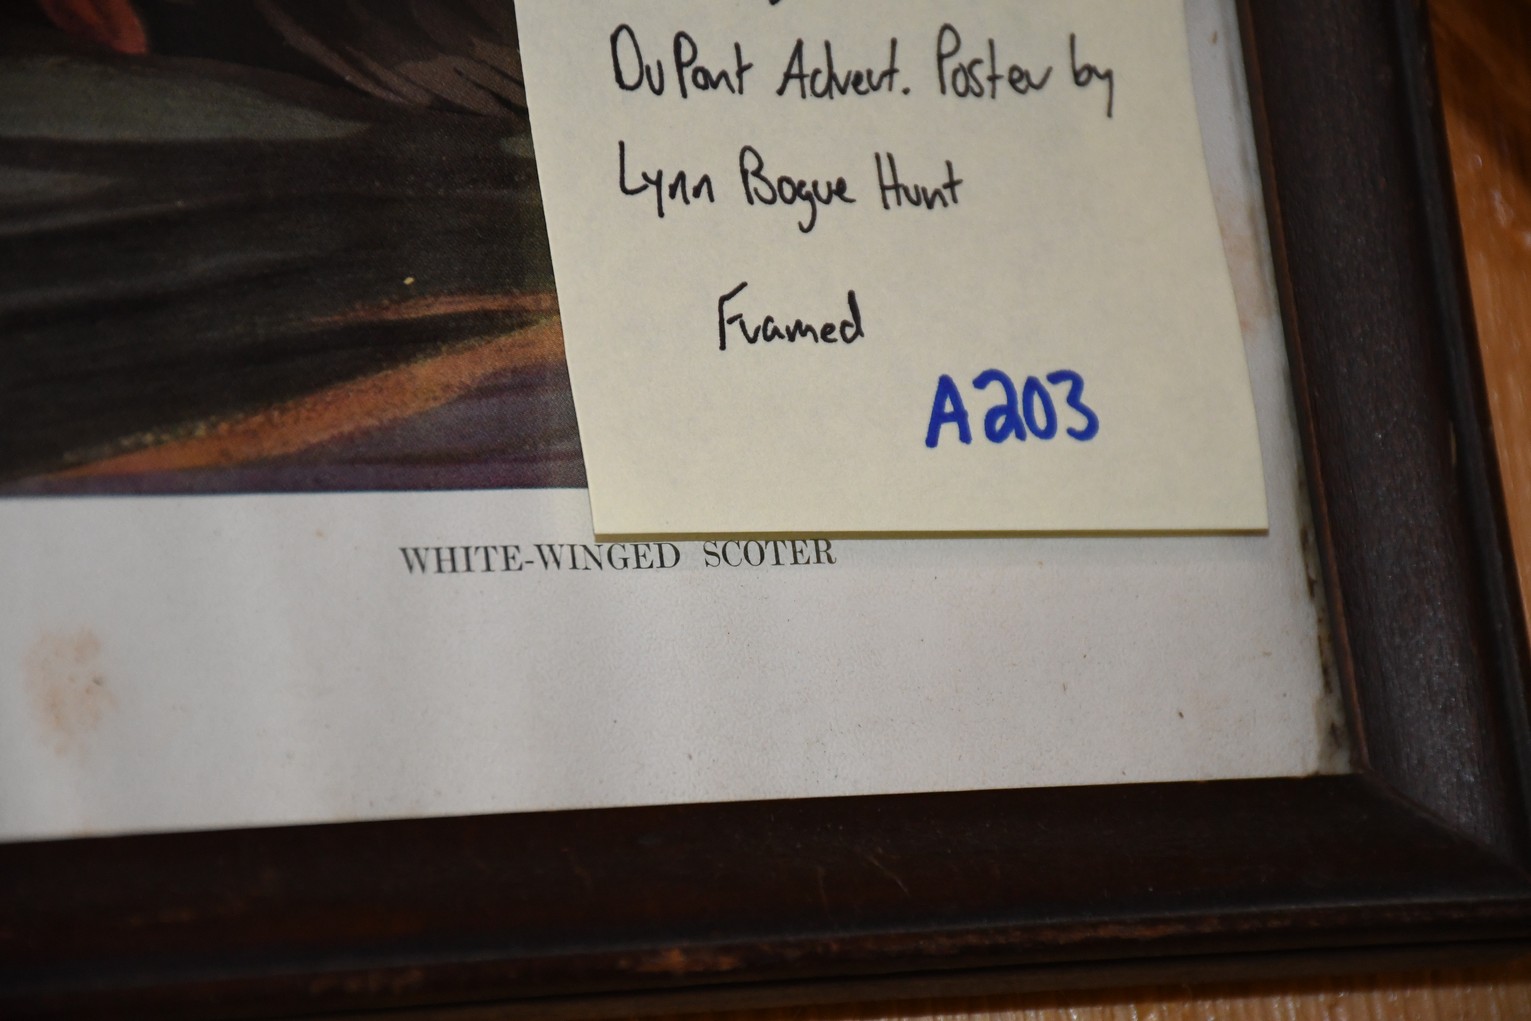 DuPont Advert. Poster by
Lynn Bogue Hunt
Framed
A203
WHITE-WINGED SCOTER